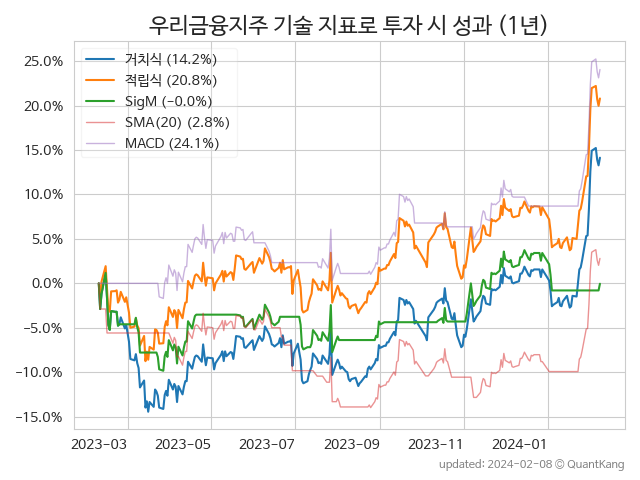 우리금융지주 기술 지표로 투자 시 성과 (1년)
거치식 (14.2%)
적립식 (20.8%)
SigM (−0.0%)
SMA(20) (2.8%)
MACD (24.1%)
25.0%
20.0%
15.0%
10.0%
5.0%
0.0%
−5.0%
−10.0%
−15.0%
2023−03 2023−05 2023−07 2023−09 2023−11 2024−01
updated: 2024−02−08 © QuantKang